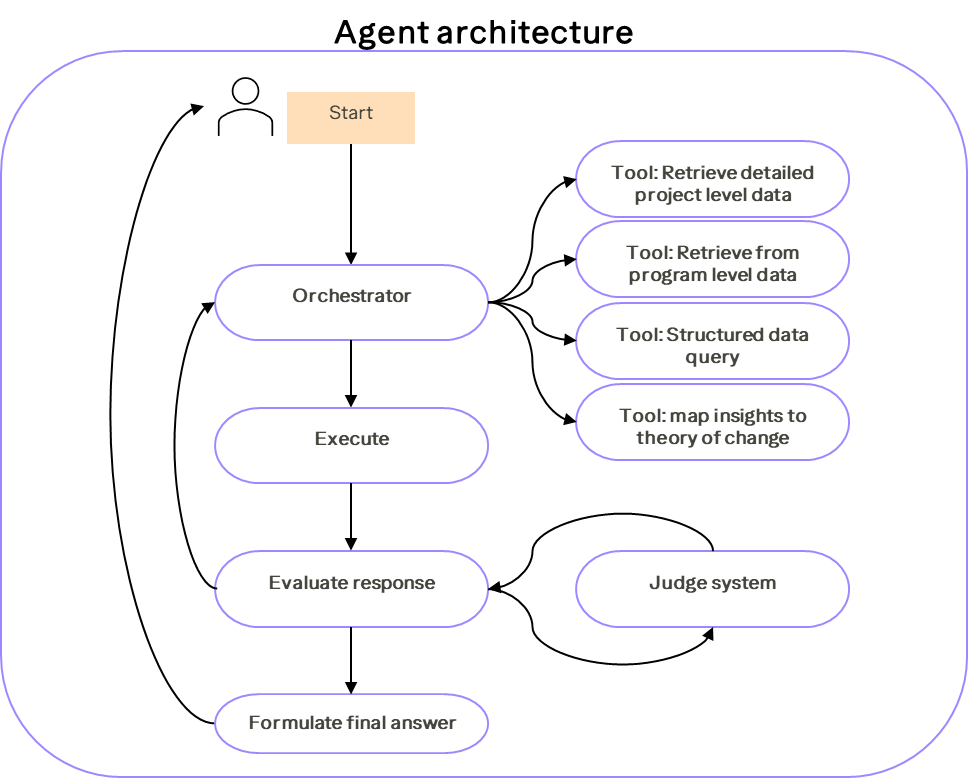 Agent architecture
Start
Tool: Retrieve detailed
project level data
Tool: Retrieve from
program level data
Orchestrator
Tool: Structured data
query
Tool: map insights to
theory of change
Execute
Evaluate response
Judge system
Formulate final answer